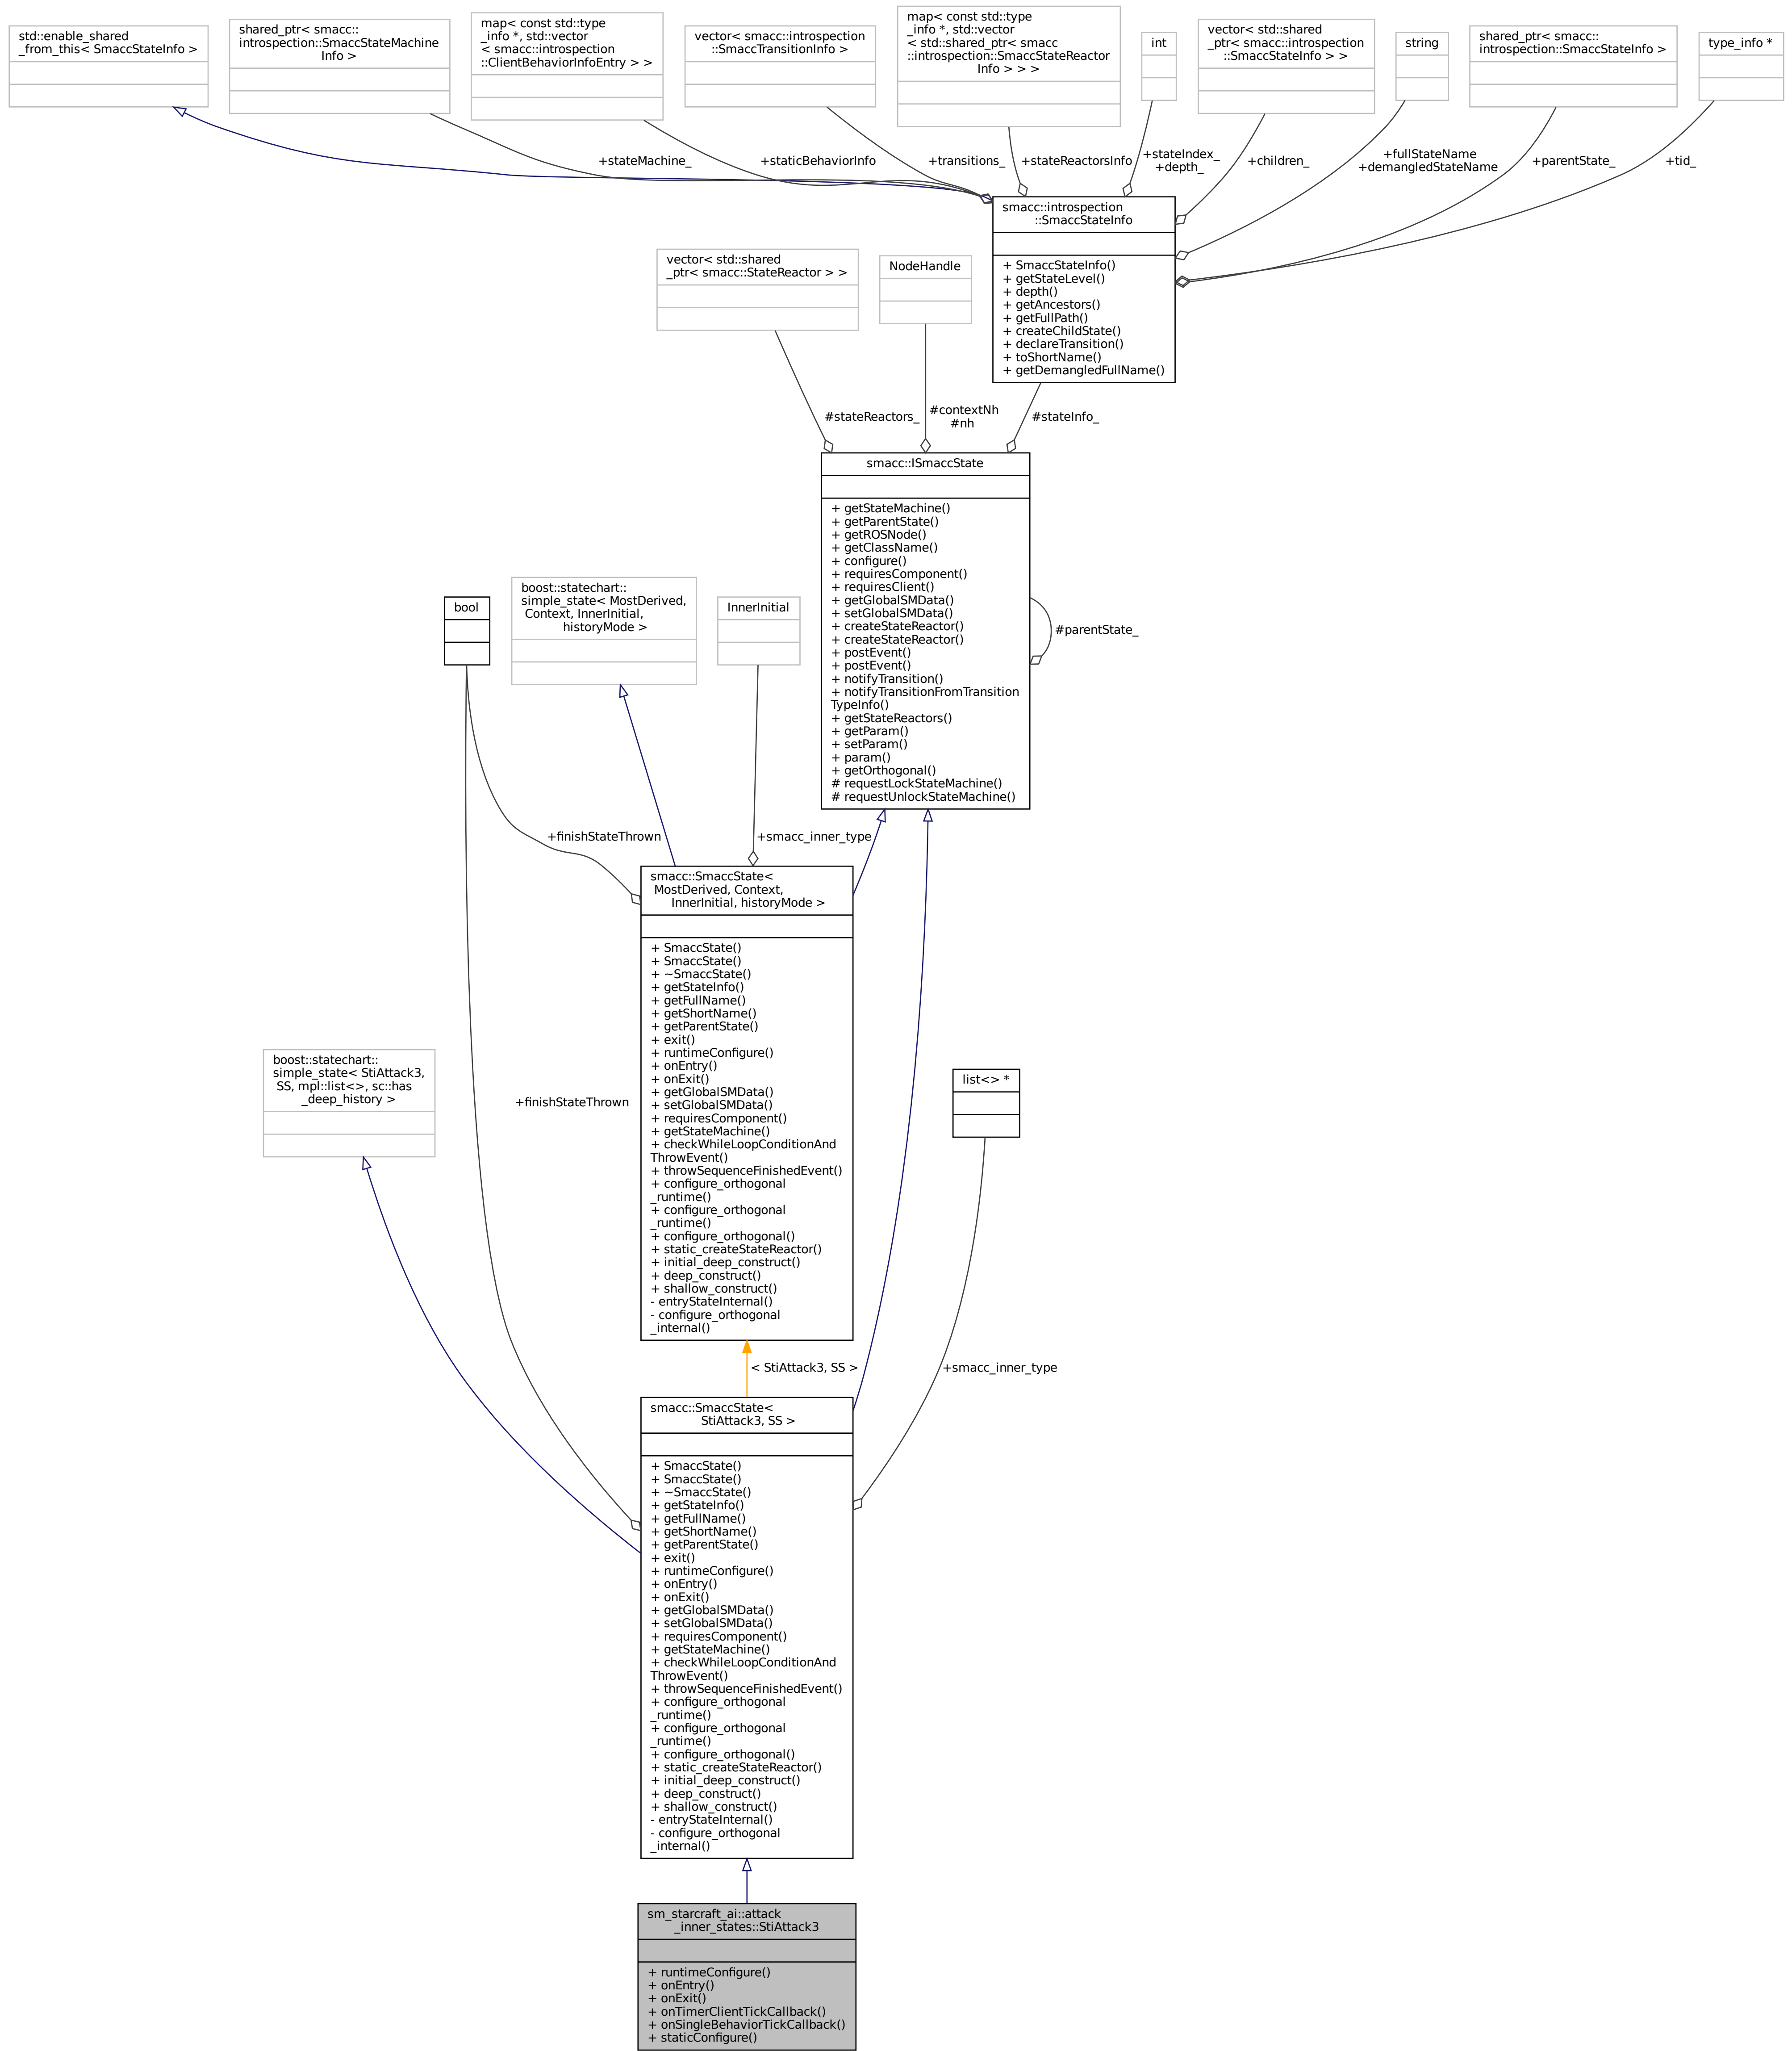 std::enable_shared
_from_this< SmaccStateInfo >
shared_ptr< smacc::
introspection::SmaccStateMachine
Info >
map< const std::type
_info *, std::vector
< smacc::introspection
::ClientBehaviorInfoEntry > >
vector< smacc::introspection
::SmaccTransitionInfo >
map< const std::type
_info *, std::vector
< std::shared_ptr< smacc
::introspection::SmaccStateReactor
Info > > >
int
vector< std::shared
_ptr< smacc::introspection
::SmaccStateInfo > >
string
shared_ptr< smacc::
introspection::SmaccStateInfo >
type_info *
+stateMachine_
+staticBehaviorInfo
+transitions_
+stateReactorsInfo
+stateIndex_
+depth_
+children_
+fullStateName
+demangledStateName
+parentState_
+tid_
smacc::introspection
::SmaccStateInfo
+ SmaccStateInfo()
+ getStateLevel()
+ depth()
+ getAncestors()
+ getFullPath()
+ createChildState()
+ declareTransition()
+ toShortName()
+ getDemangledFullName()
vector< std::shared
_ptr< smacc::StateReactor > >
NodeHandle
#stateReactors_
#contextNh
#nh
#stateInfo_
smacc::ISmaccState
+ getStateMachine()
+ getParentState()
+ getROSNode()
+ getClassName()
+ configure()
+ requiresComponent()
+ requiresClient()
+ getGlobalSMData()
+ setGlobalSMData()
+ createStateReactor()
+ createStateReactor()
+ postEvent()
+ postEvent()
+ notifyTransition()
+ notifyTransitionFromTransition
TypeInfo()
+ getStateReactors()
+ getParam()
+ setParam()
+ param()
+ getOrthogonal()
# requestLockStateMachine()
# requestUnlockStateMachine()
#parentState_
bool
boost::statechart::
simple_state< MostDerived,
Context, InnerInitial,
historyMode >
InnerInitial
+finishStateThrown
+smacc_inner_type
smacc::SmaccState<
MostDerived, Context,
InnerInitial, historyMode >
+ SmaccState()
+ SmaccState()
+ ~SmaccState()
+ getStateInfo()
+ getFullName()
+ getShortName()
+ getParentState()
+ exit()
+ runtimeConfigure()
+ onEntry()
+ onExit()
+ getGlobalSMData()
+ setGlobalSMData()
+ requiresComponent()
+ getStateMachine()
+ checkWhileLoopConditionAnd
ThrowEvent()
+ throwSequenceFinishedEvent()
+ configure_orthogonal
_runtime()
+ configure_orthogonal
_runtime()
+ configure_orthogonal()
+ static_createStateReactor()
+ initial_deep_construct()
+ deep_construct()
+ shallow_construct()
- entryStateInternal()
- configure_orthogonal
_internal()
boost::statechart::
simple_state< StiAttack3,
SS, mpl::list<>, sc::has
_deep_history >
+finishStateThrown
list<> *
< StiAttack3, SS >
+smacc_inner_type
smacc::SmaccState<
StiAttack3, SS >
+ SmaccState()
+ SmaccState()
+ ~SmaccState()
+ getStateInfo()
+ getFullName()
+ getShortName()
+ getParentState()
+ exit()
+ runtimeConfigure()
+ onEntry()
+ onExit()
+ getGlobalSMData()
+ setGlobalSMData()
+ requiresComponent()
+ getStateMachine()
+ checkWhileLoopConditionAnd
ThrowEvent()
+ throwSequenceFinishedEvent()
+ configure_orthogonal
_runtime()
+ configure_orthogonal
_runtime()
+ configure_orthogonal()
+ static_createStateReactor()
+ initial_deep_construct()
+ deep_construct()
+ shallow_construct()
- entryStateInternal()
- configure_orthogonal
_internal()
sm_starcraft_ai::attack
_inner_states::StiAttack3
+ runtimeConfigure()
+ onEntry()
+ onExit()
+ onTimerClientTickCallback()
+ onSingleBehaviorTickCallback()
+ staticConfigure()